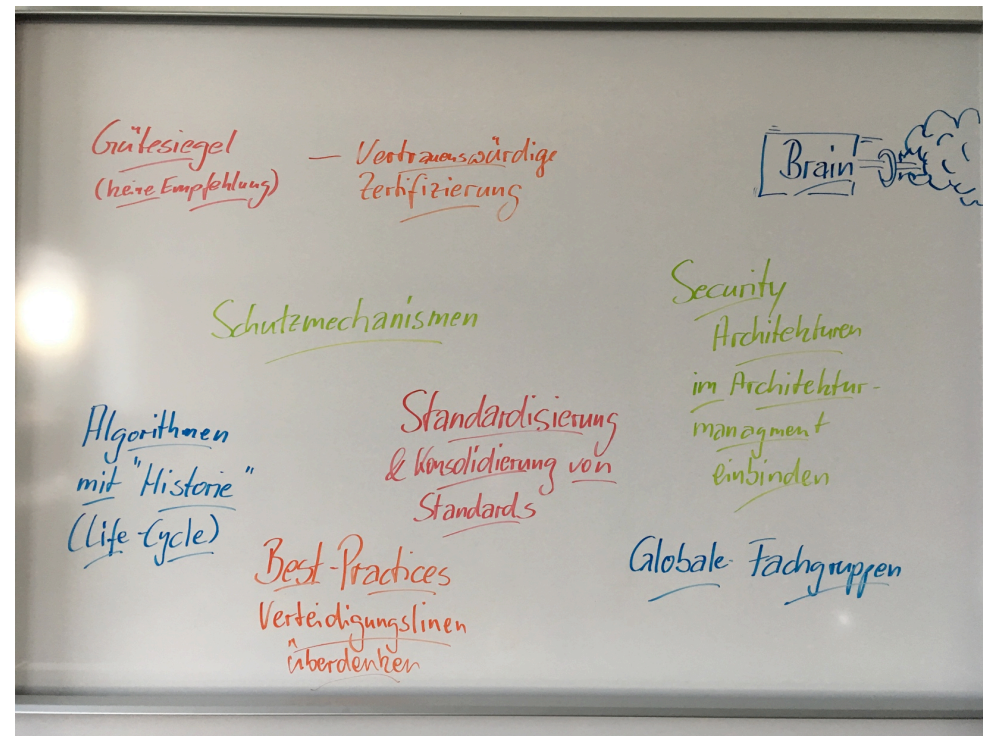 Gütesiegel
(keine Empfehlung)
— Vertrauenswürdige
Zertifizierung
Brain
Schutzmechanismen
Security
Architekturen
im Architektur-
managment
einbinden
Algorithmen
mit "Historie"
(Life-Cycle)
Standardisierung
& Konsolidierung von
Standards
Best-Practices
Verteidigungslinen
überdenken
Globale Fachgruppen